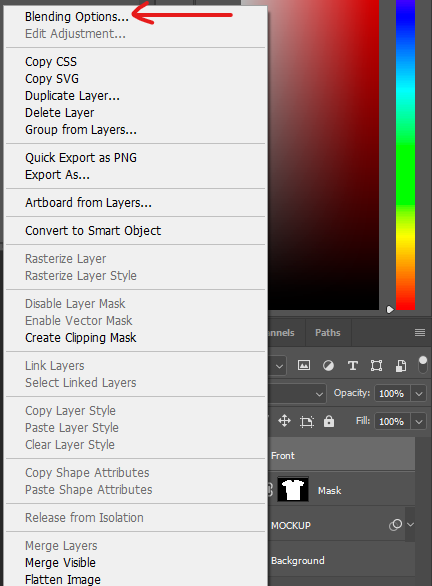 Blending Options...
Edit Adjustment...
Copy CSS
Copy SVG
Duplicate Layer...
Delete Layer
Group from Layers...
Quick Export as PNG
Export As...
Artboard from Layers...
Convert to Smart Object
Rasterize Layer
Rasterize Layer Style
Disable Layer Mask
Enable Vector Mask
Create Clipping Mask
Link Layers
Select Linked Layers
Copy Layer Style
Paste Layer Style
Clear Layer Style
Copy Shape Attributes
Paste Shape Attributes
Release from Isolation
Merge Layers
Merge Visible
Flatten Image
annels Paths
Opacity: 100%
Fill: 100%
Front
Mask
MOCKUP
Background